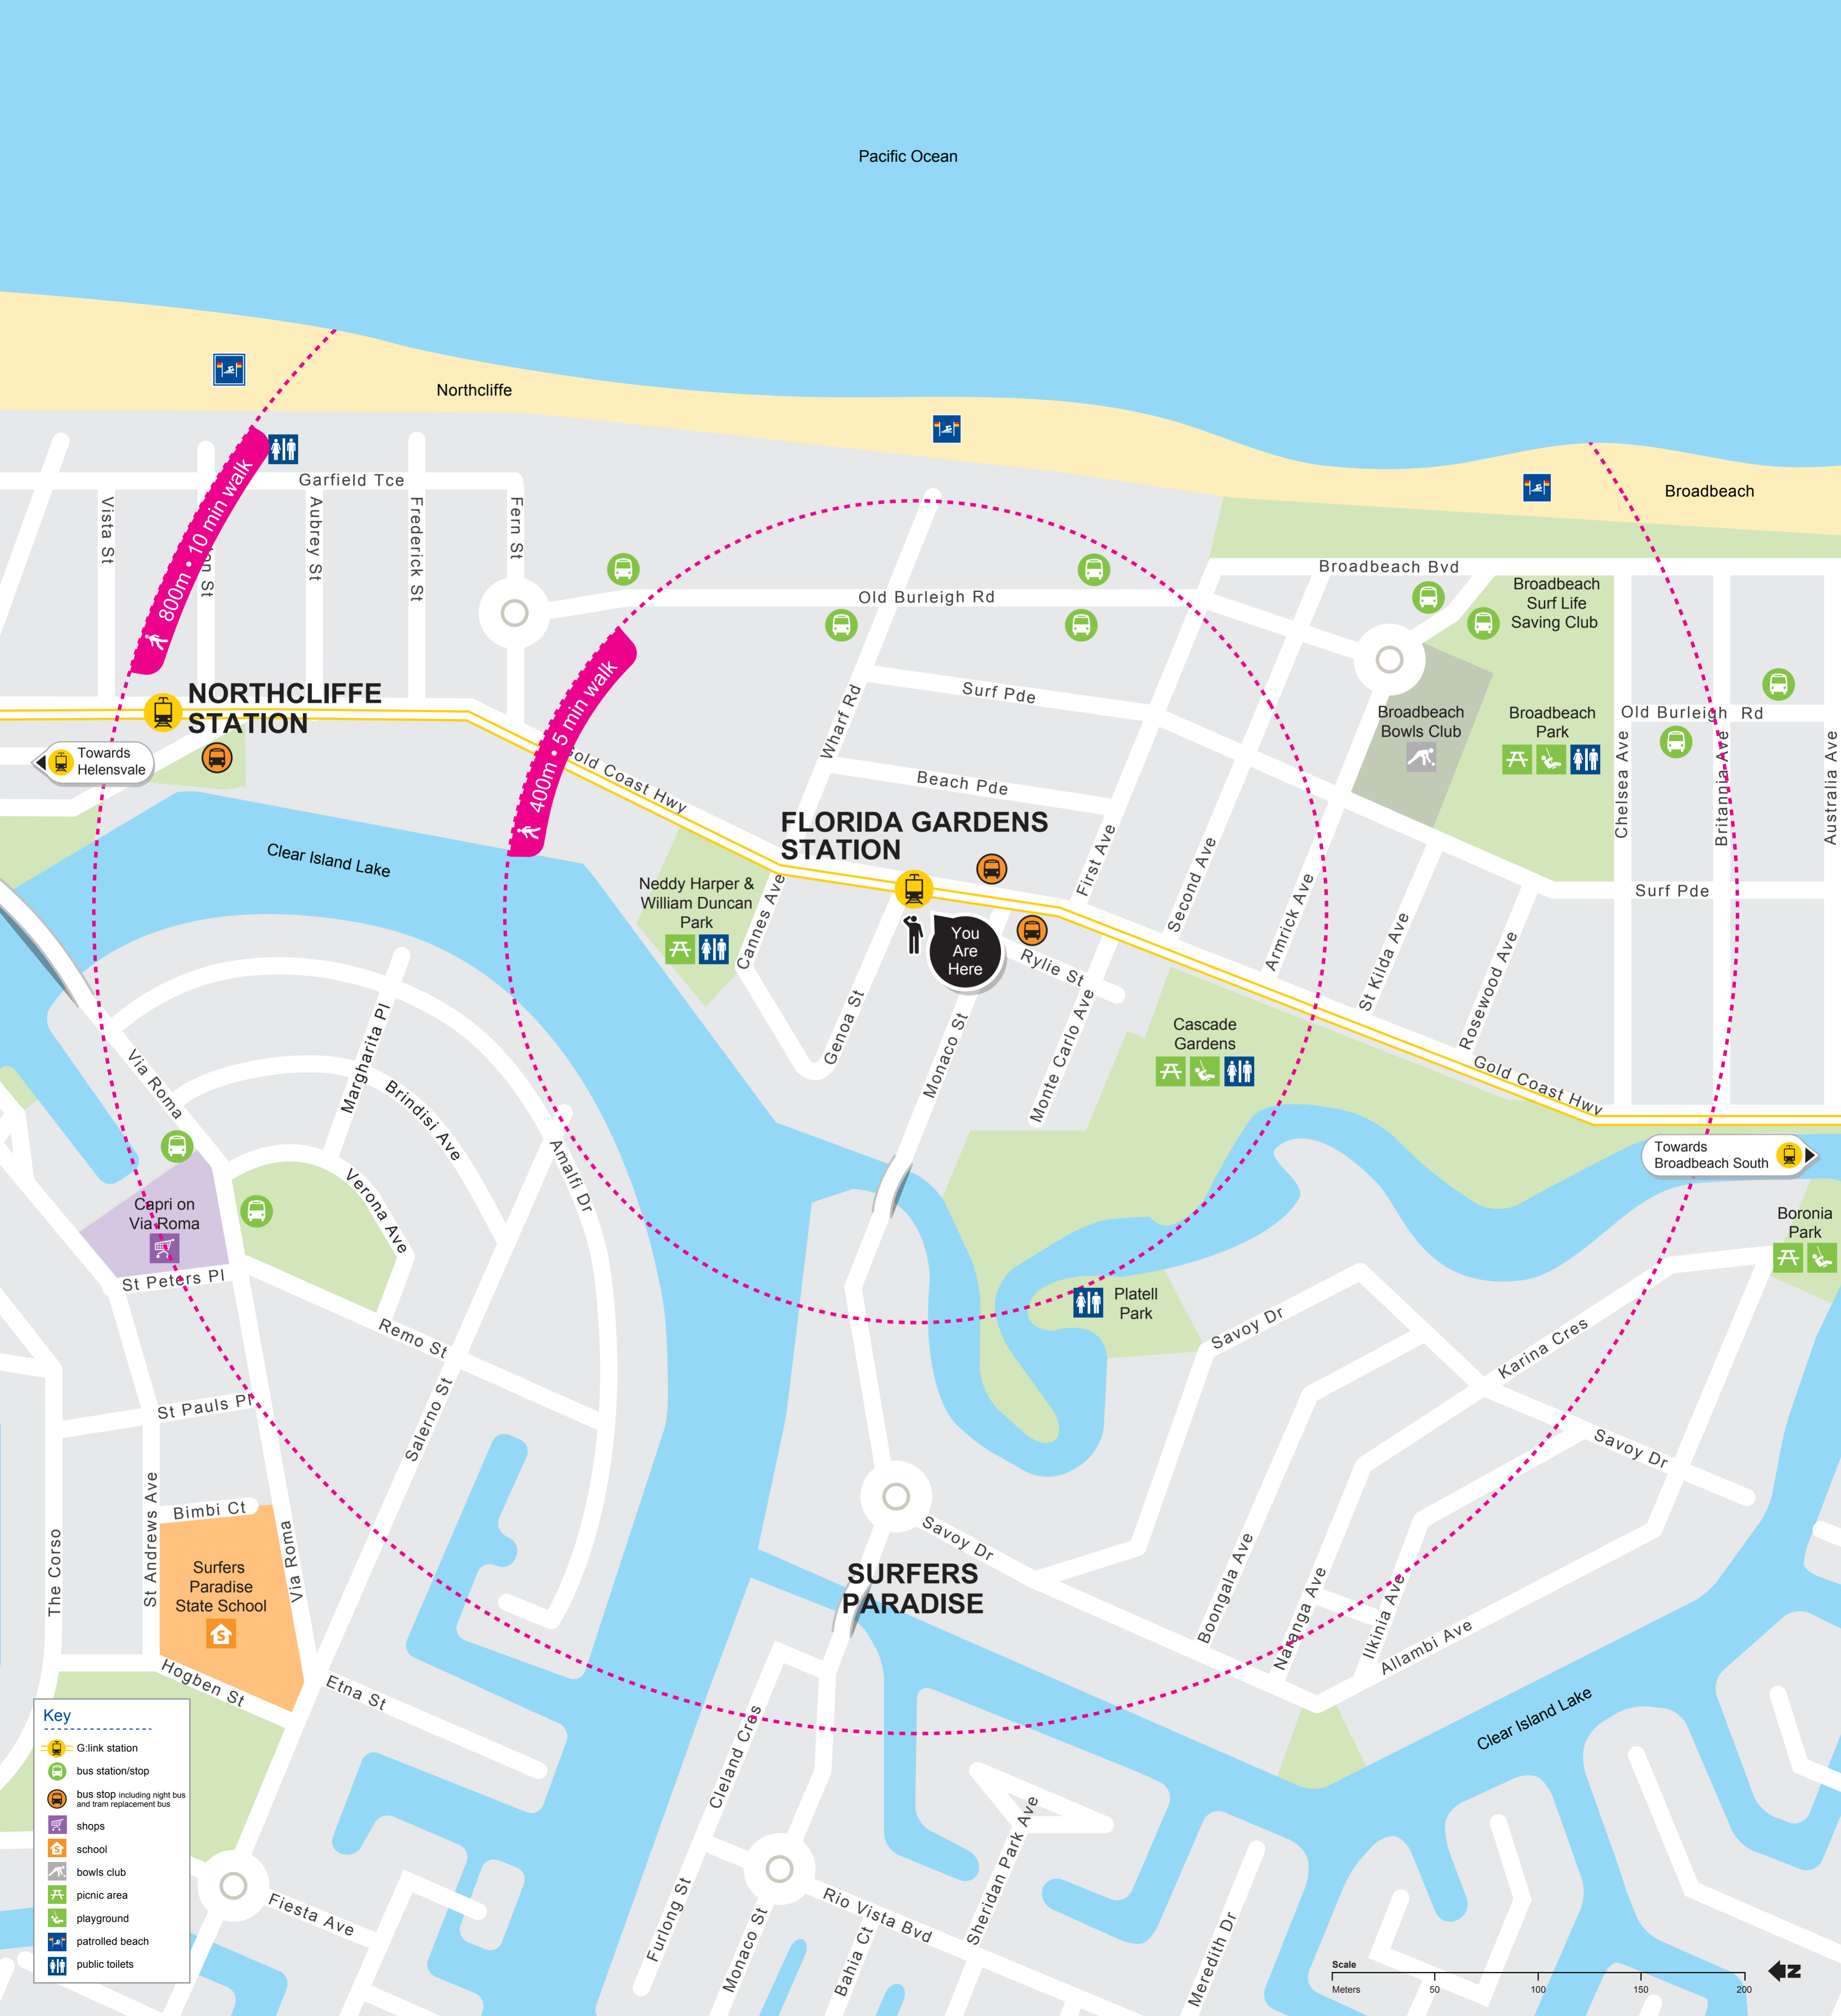 Pacific Ocean
Northcliffe
Broadbeach
Garfield Tce
Vista St
on St
Aubrey St
Frederick St
Fern St
800m • 10 min walk
Broadbeach Bvd
Old Burleigh Rd
Broadbeach
Surf Life
Saving Club
400m • 5 min walk
NORTHCLIFFE
STATION
Surf Pde
Wharf Rd
Broadbeach
Bowls Club
Broadbeach
Park
Old Burleigh Rd
Chelsea Ave
Britannia Ave
Australia Ave
Towards
Helensvale
Gold Coast Hwy
Beach Pde
FLORIDA GARDENS
STATION
Clear Island Lake
First Ave
Second Ave
Armrick Ave
St Kilda Ave
Rosewood Ave
Surf Pde
Neddy Harper &
William Duncan
Park
Cannes Ave
You
Are
Here
Rylie St
Genoa St
Monaco St
Monte Carlo Ave
Cascade
Gardens
Gold Coast Hwy
Via Roma
Margharita Pl
Brindisi Ave
Verona Ave
Amalfi Dr
Towards
Broadbeach South
Capri on
Via Roma
Boronia
Park
St Peters Pl
Platell
Park
Remo St
Savoy Dr
Karina Cres
St Pauls Pl
Salerno St
Savoy Dr
The Corso
St Andrews Ave
Bimbi Ct
Via Roma
Surfers
Paradise
State School
Savoy Dr
SURFERS
PARADISE
Boongala Ave
Naranga Ave
Ilkinia Ave
Allambi Ave
Hogben St
Etna St
Clear Island Lake
Cleland Cres
Sheridan Park Ave
Fiesta Ave
Furlong St
Monaco St
Rio Vista Bvd
Bahia Ct
Meredith Dr
Key
G:link station
bus station/stop
bus stop including night bus
and tram replacement bus
shops
S school
bowls club
picnic area
playground
patrolled beach
public toilets
S
Scale
Meters 50 100 150 200
N